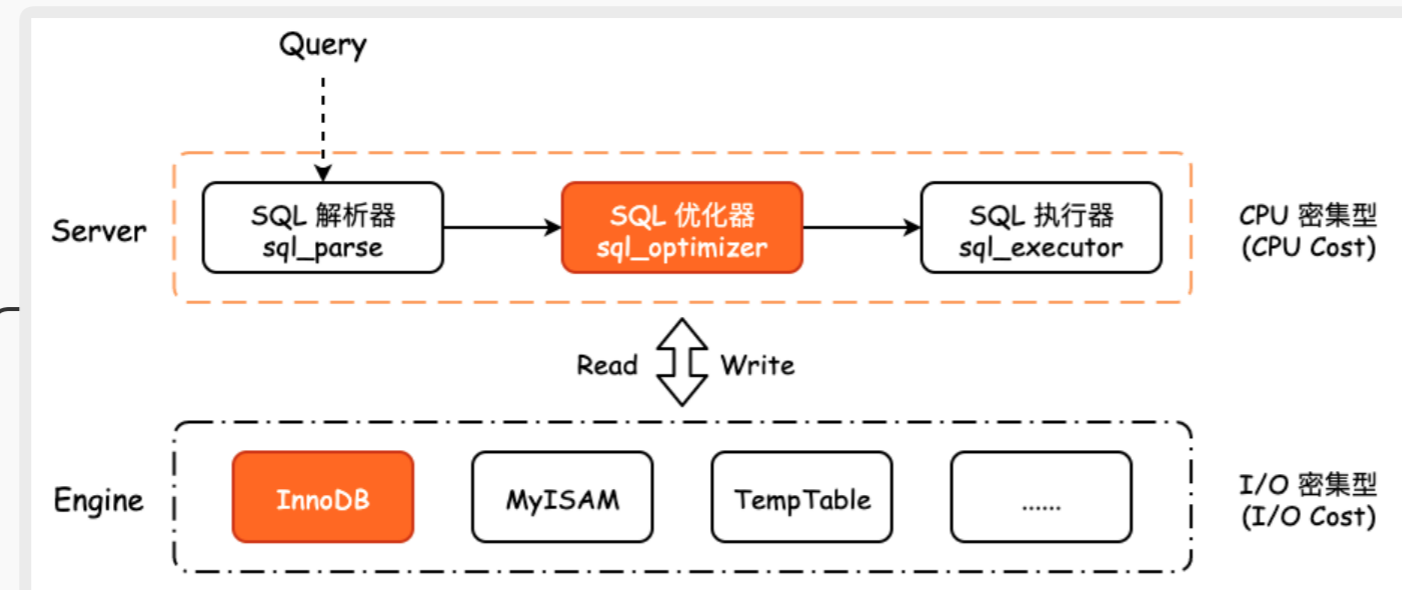 Query
Server
SQL 解析器
sql_parse
SQL 优化器
sql_optimizer
SQL 执行器
sql_executor
CPU 密集型
(CPU Cost)
Read
Write
Engine
InnoDB
MyISAM
TempTable
......
I/O 密集型
(I/O Cost)